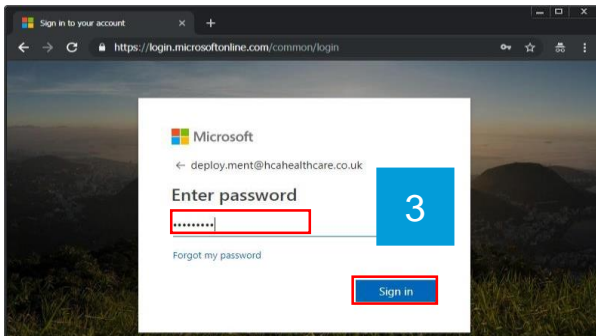 Sign in to your account
https://login.microsoftonline.com/common/login
Microsoft
← deploy.ment@hcahealthcare.co.uk
Enter password
•••••••••
3
Forgot my password
Sign in